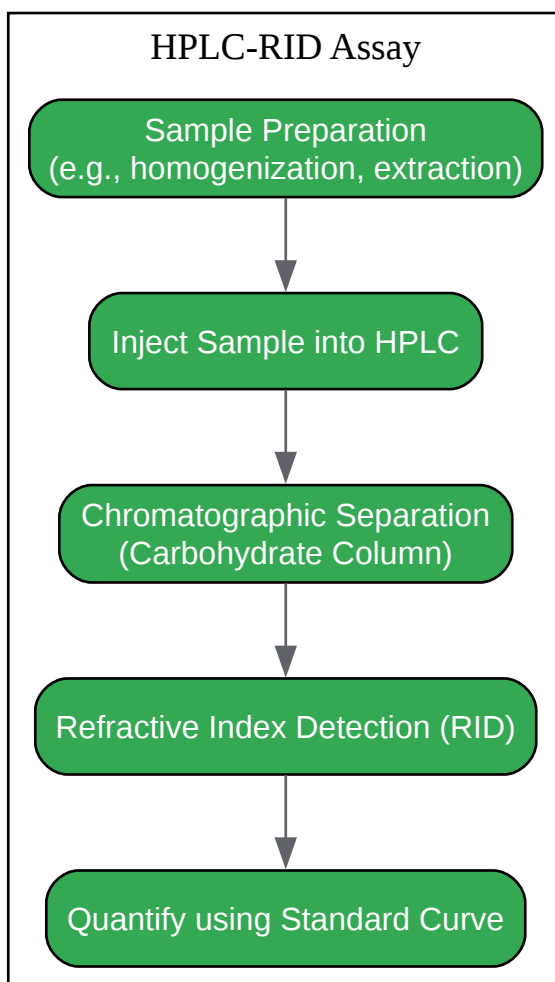 HPLC-RID Assay
Sample Preparation
(e.g., homogenization, extraction)
Inject Sample into HPLC
Chromatographic Separation
(Carbohydrate Column)
Refractive Index Detection (RID)
Quantify using Standard Curve